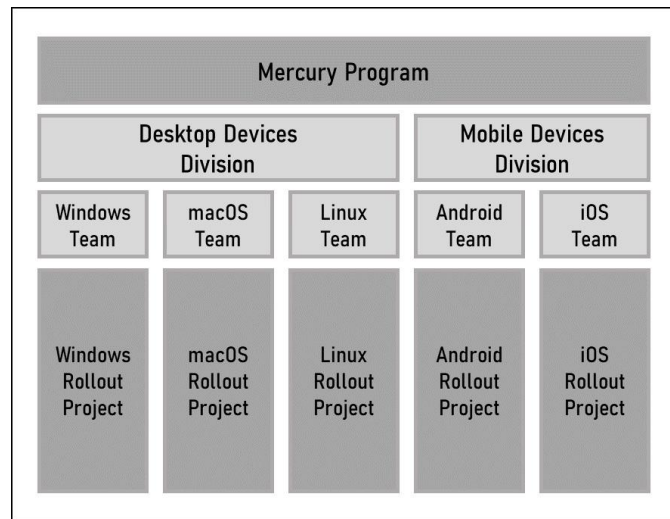 Mercury Program
Desktop Devices
Division
Mobile Devices
Division
Windows
Team
macOS
Team
Linux
Team
Android
Team
iOS
Team
Windows
Rollout
Project
macOS
Rollout
Project
Linux
Rollout
Project
Android
Rollout
Project
iOS
Rollout
Project